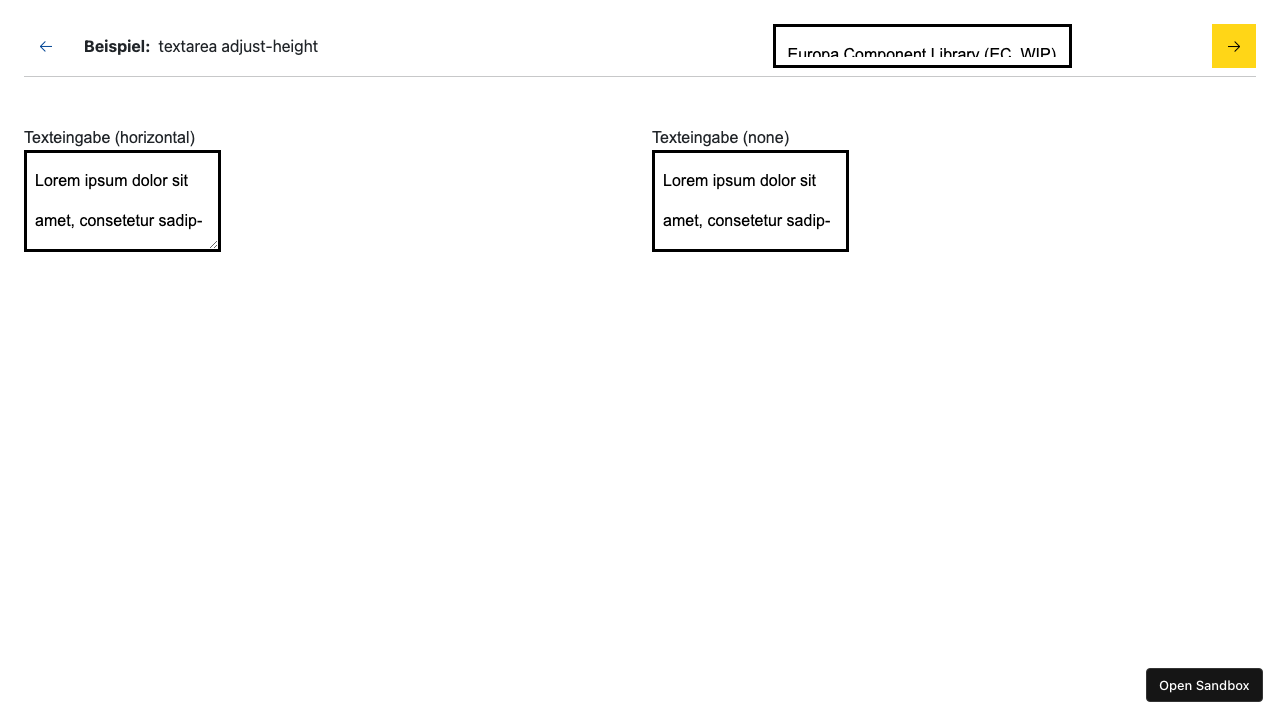 Beispiel: textarea adjust-height
Europa Component Library (EC, WIP)
Texteingabe (horizontal)
Lorem ipsum dolor sit
amet, consetetur sadip-
Texteingabe (none)
Lorem ipsum dolor sit
amet, consetetur sadip-
Open Sandbox